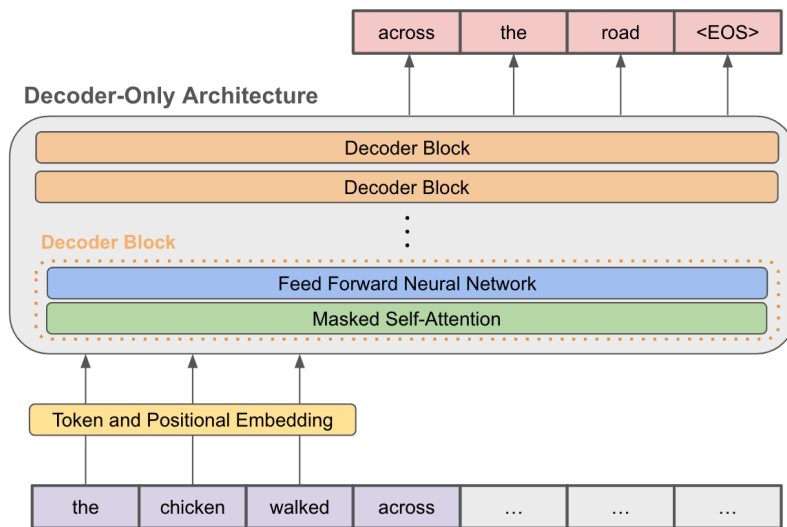 across the road <EOS>
Decoder-Only Architecture
Decoder Block
Decoder Block
Decoder Block
Feed Forward Neural Network
Masked Self-Attention
Token and Positional Embedding
the chicken walked across ... ... ...